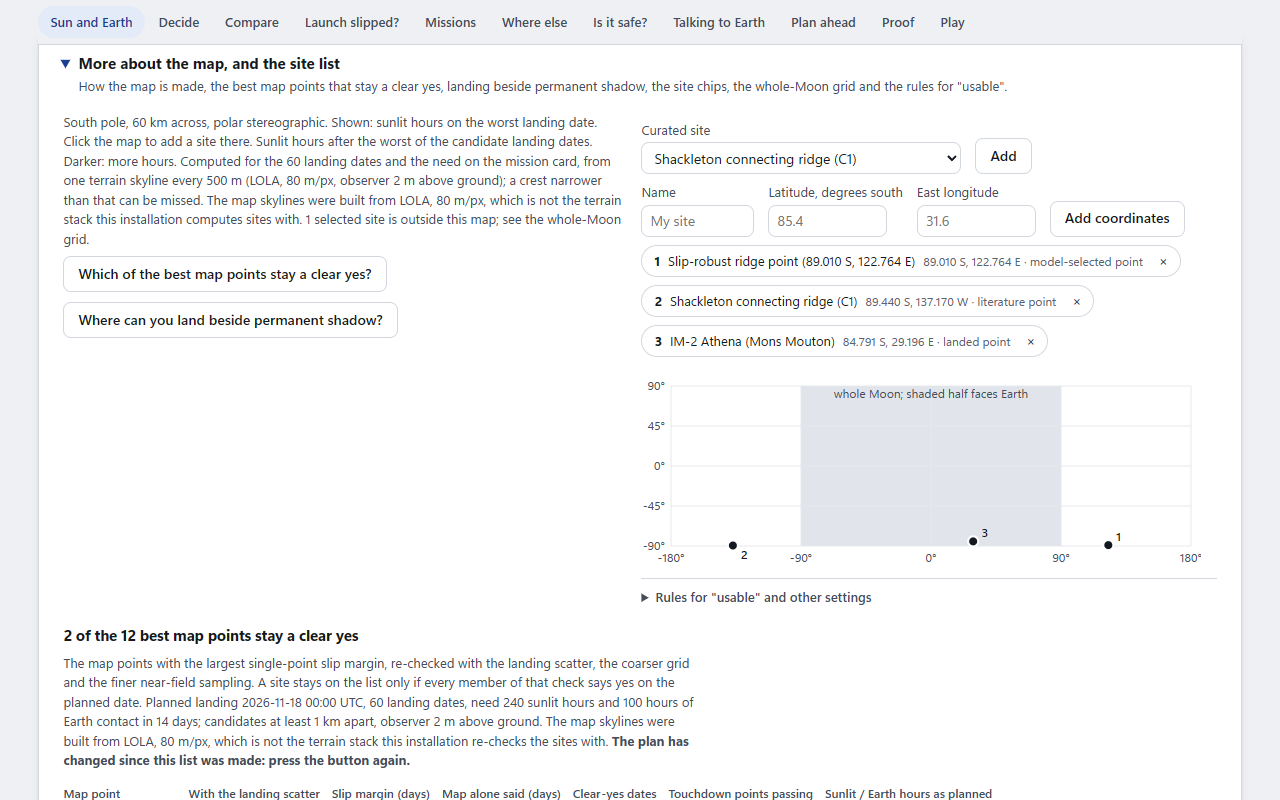 Sun and Earth Decide Compare Launch slipped? Missions Where else Is it safe? Talking to Earth Plan ahead Proof Play
▼ More about the map, and the site list
How the map is made, the best map points that stay a clear yes, landing beside permanent shadow, the site chips, the whole-Moon grid and the rules for "usable".
South pole, 60 km across, polar stereographic. Shown: sunlit hours on the worst landing date.
Click the map to add a site there. Sunlit hours after the worst of the candidate landing dates.
Darker: more hours. Computed for the 60 landing dates and the need on the mission card, from
one terrain skyline every 500 m (LOLA, 80 m/px, observer 2 m above ground); a crest narrower
than that can be missed. The map skylines were built from LOLA, 80 m/px, which is not the terrain
stack this installation computes sites with. 1 selected site is outside this map; see the whole-Moon
grid.
Which of the best map points stay a clear yes?
Where can you land beside permanent shadow?
Curated site
Shackleton connecting ridge (C1) Add
Name Latitude, degrees south East longitude
My site 85.4 31.6 Add coordinates
1 Slip-robust ridge point (89.010 S, 122.764 E) 89.010 S, 122.764 E · model-selected point ×
2 Shackleton connecting ridge (C1) 89.440 S, 137.170 W · literature point ×
3 IM-2 Athena (Mons Mouton) 84.791 S, 29.196 E · landed point ×
whole Moon; shaded half faces Earth
90°
45°
0°
-45°
-90°
2 3 1
-180° -90° 0° 90° 180°
▶ Rules for "usable" and other settings
2 of the 12 best map points stay a clear yes
The map points with the largest single-point slip margin, re-checked with the landing scatter, the coarser grid
and the finer near-field sampling. A site stays on the list only if every member of that check says yes on the
planned date. Planned landing 2026-11-18 00:00 UTC, 60 landing dates, need 240 sunlit hours and 100 hours of
Earth contact in 14 days; candidates at least 1 km apart, observer 2 m above ground. The map skylines were
built from LOLA, 80 m/px, which is not the terrain stack this installation re-checks the sites with. The plan has
changed since this list was made: press the button again.
Map point With the landing scatter Slip margin (days) Map alone said (days) Clear-yes dates Touchdown points passing Sunlit / Earth hours as planned